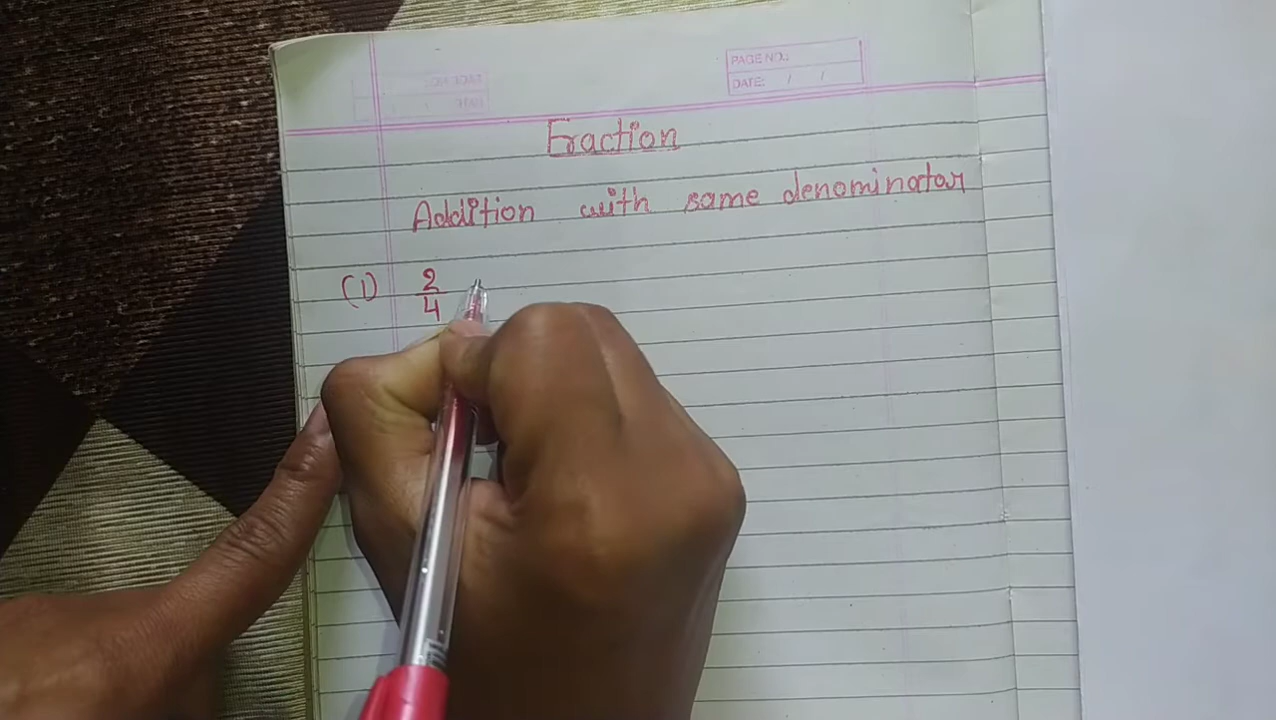 PAGE NO.:
DATE: / /
Fraction
Addition with same denominator
(1) 2/4